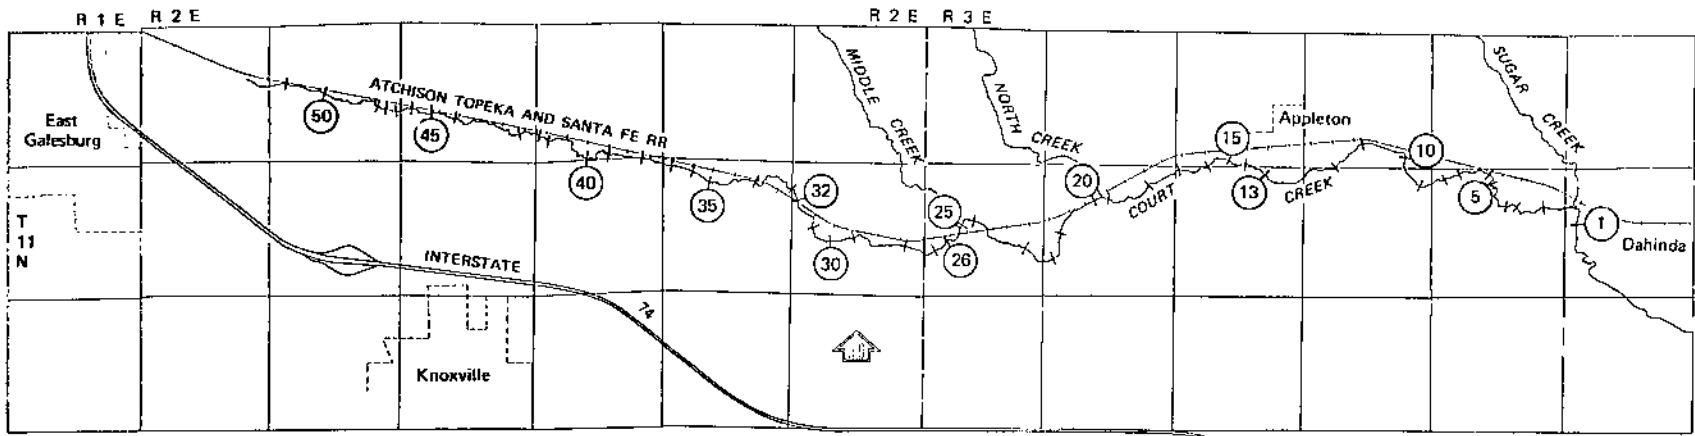 R 1 E R 2 E
R 2 E R 3 E
ATCHISON TOPEKA AND SANTA FE RR
MIDDLE CREEK
NORTH CREEK
SUGAR CREEK
East
Galesburg
50
45
40
35
32
30
25
26
20
COURT CREEK
15
Appleton
13
10
5
1
Dahinda
T
11
N
INTERSTATE 74
Knoxville